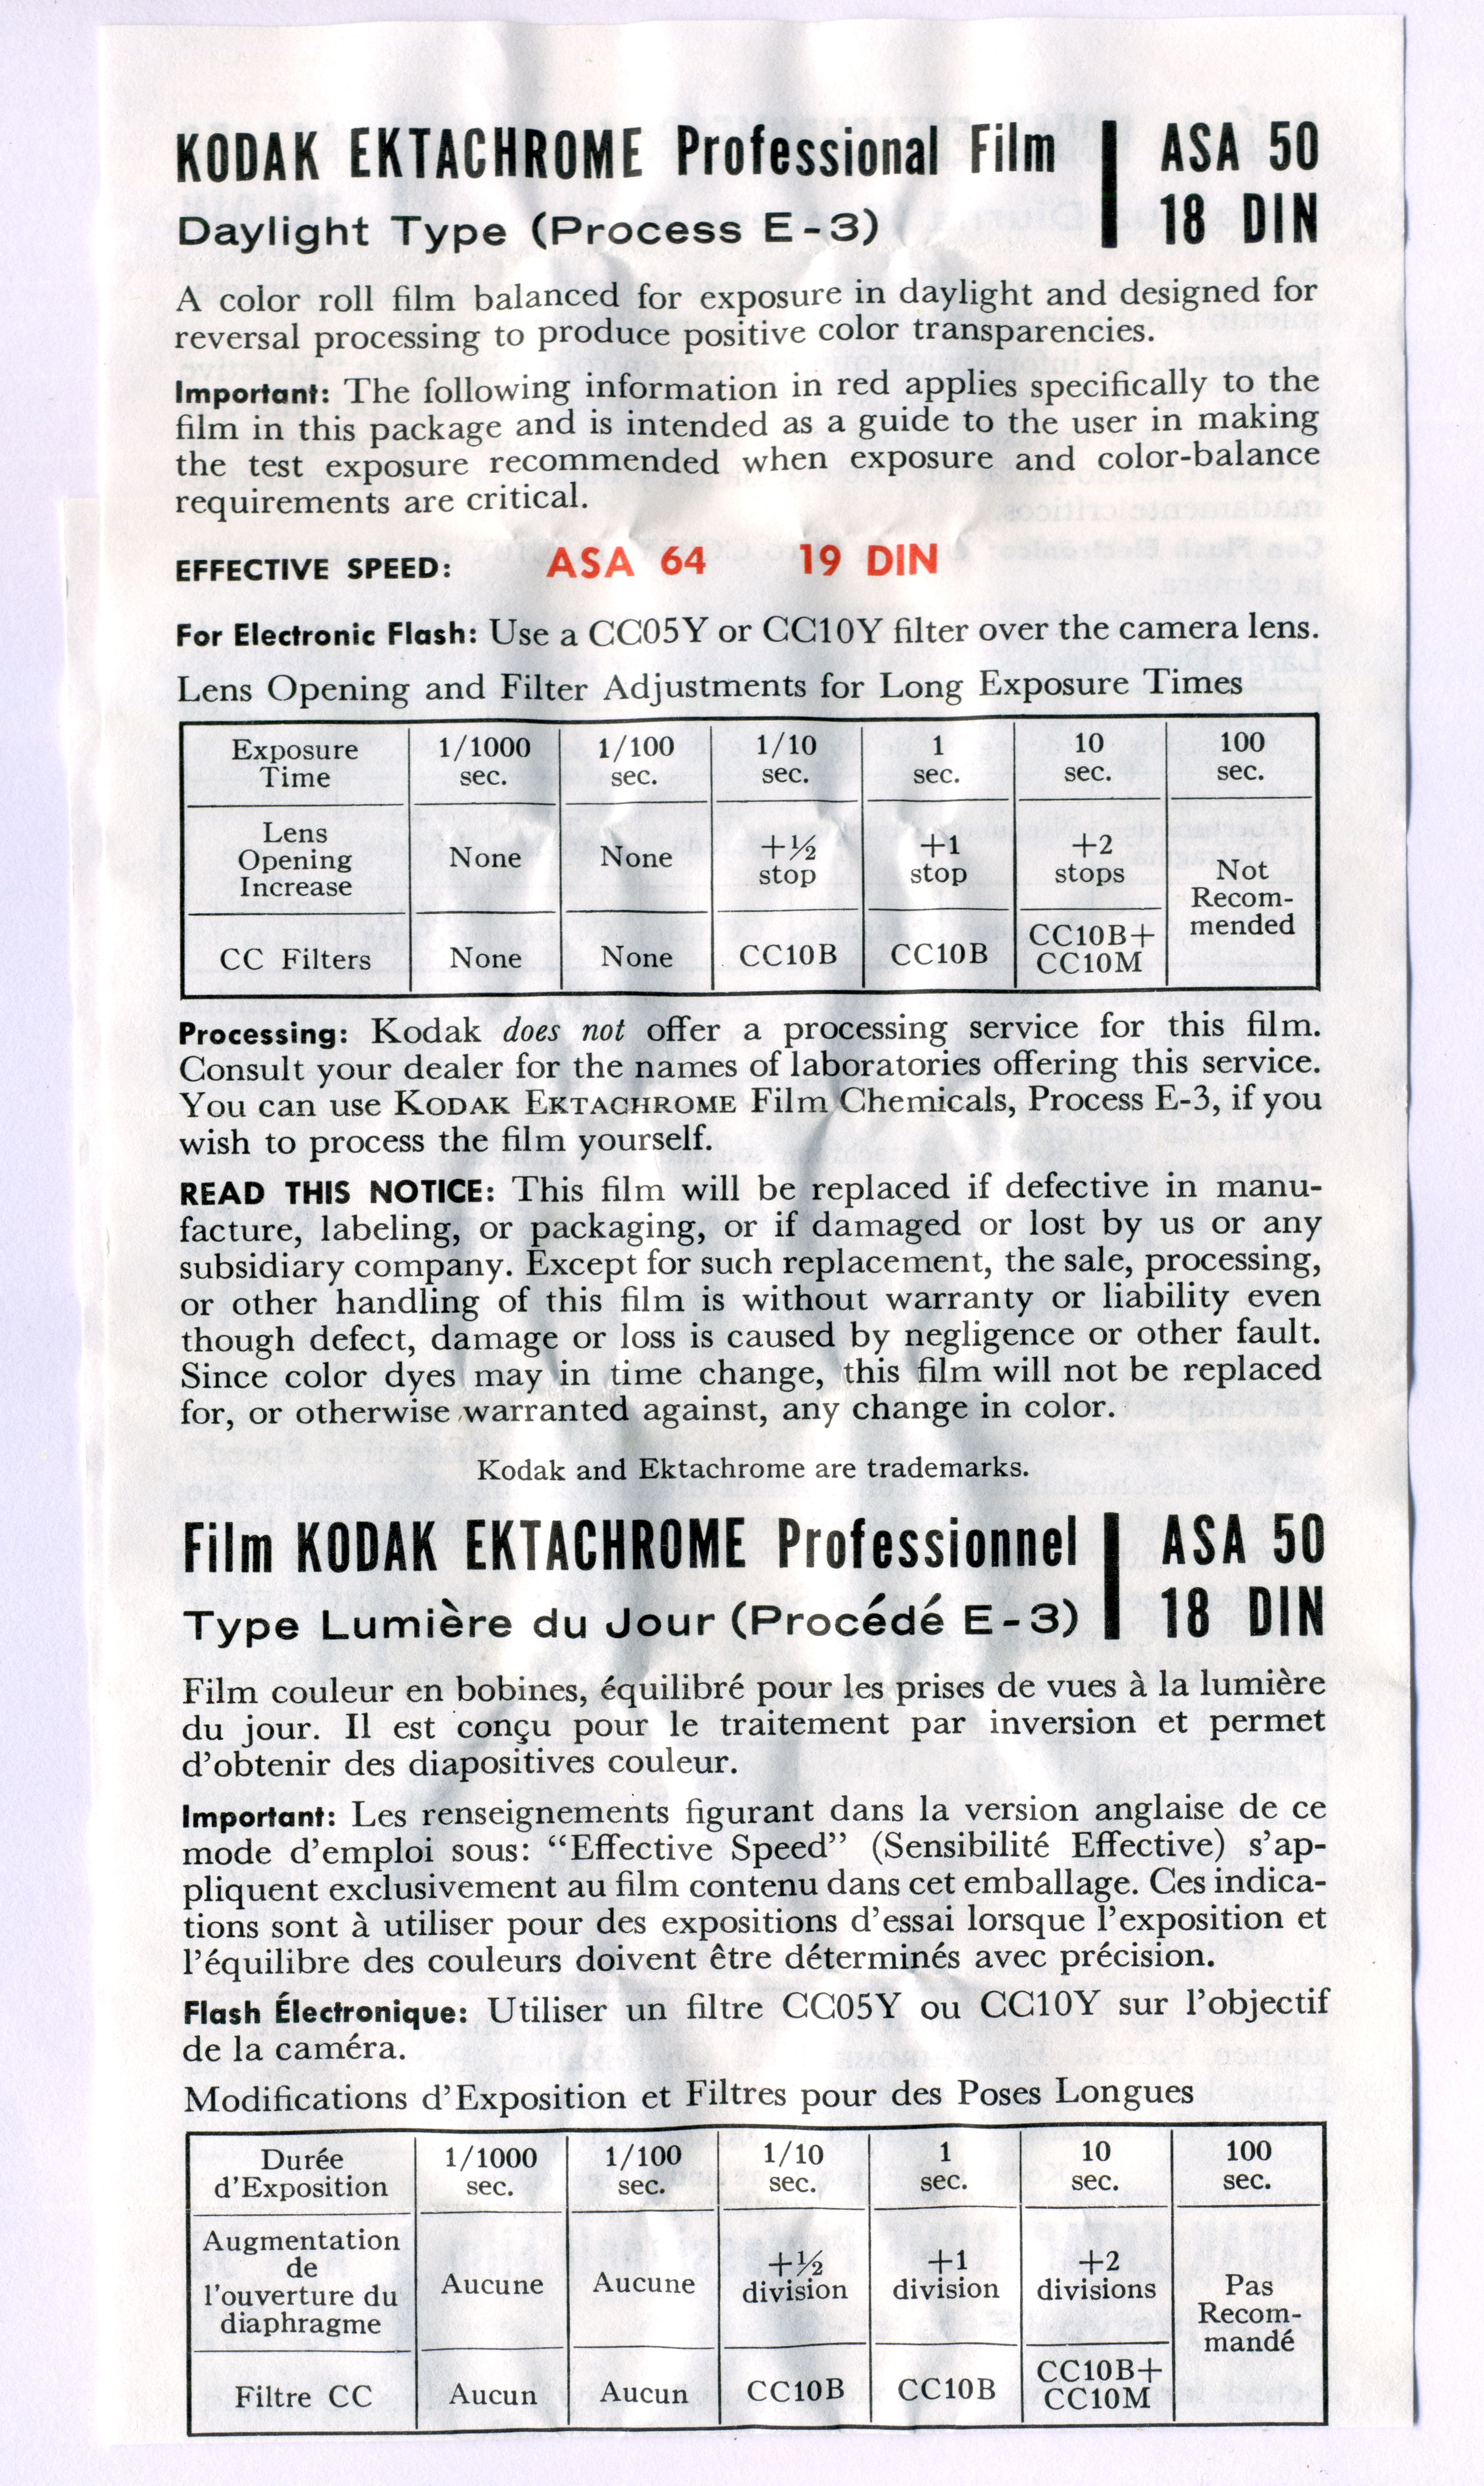 KODAK EKTACHROME Professional Film
Daylight Type (Process E-3)
ASA 50
18 DIN
A color roll film balanced for exposure in daylight and designed for
reversal processing to produce positive color transparencies.
Important: The following information in red applies specifically to the
film in this package and is intended as a guide to the user in making
the test exposure recommended when exposure and color-balance
requirements are critical.
EFFECTIVE SPEED: ASA 64 19 DIN
For Electronic Flash: Use a CC05Y or CC10Y filter over the camera lens.
Lens Opening and Filter Adjustments for Long Exposure Times
Exposure Time 1/1000 sec. 1/100 sec. 1/10 sec. 1 sec. 10 sec. 100 sec.
Lens Opening Increase None None +½ stop +1 stop +2 stops Not Recom-mended
CC Filters None None CC10B CC10B CC10B+ CC10M
Processing: Kodak does not offer a processing service for this film.
Consult your dealer for the names of laboratories offering this service.
You can use KODAK EKTACHROME Film Chemicals, Process E-3, if you
wish to process the film yourself.
READ THIS NOTICE: This film will be replaced if defective in manu-
facture, labeling, or packaging, or if damaged or lost by us or any
subsidiary company. Except for such replacement, the sale, processing,
or other handling of this film is without warranty or liability even
though defect, damage or loss is caused by negligence or other fault.
Since color dyes may in time change, this film will not be replaced
for, or otherwise warranted against, any change in color.
Kodak and Ektachrome are trademarks.
Film KODAK EKTACHROME Professionnel
Type Lumière du Jour (Procédé E-3)
ASA 50
18 DIN
Film couleur en bobines, équilibré pour les prises de vues à la lumière
du jour. Il est conçu pour le traitement par inversion et permet
d'obtenir des diapositives couleur.
Important: Les renseignements figurant dans la version anglaise de ce
mode d'emploi sous: “Effective Speed” (Sensibilité Effective) s'ap-
pliquent exclusivement au film contenu dans cet emballage. Ces indica-
tions sont à utiliser pour des expositions d'essai lorsque l'exposition et
l'équilibre des couleurs doivent être déterminés avec précision.
Flash Électronique: Utiliser un filtre CC05Y ou CC10Y sur l'objectif
de la caméra.
Modifications d'Exposition et Filtres pour des Poses Longues
Durée d'Exposition 1/1000 sec. 1/100 sec. 1/10 sec. 1 sec. 10 sec. 100 sec.
Augmentation de l'ouverture du diaphragme Aucune Aucune +½ division +1 division +2 divisions Pas Recom-mandé
Filtre CC Aucun Aucun CC10B CC10B CC10B+ CC10M